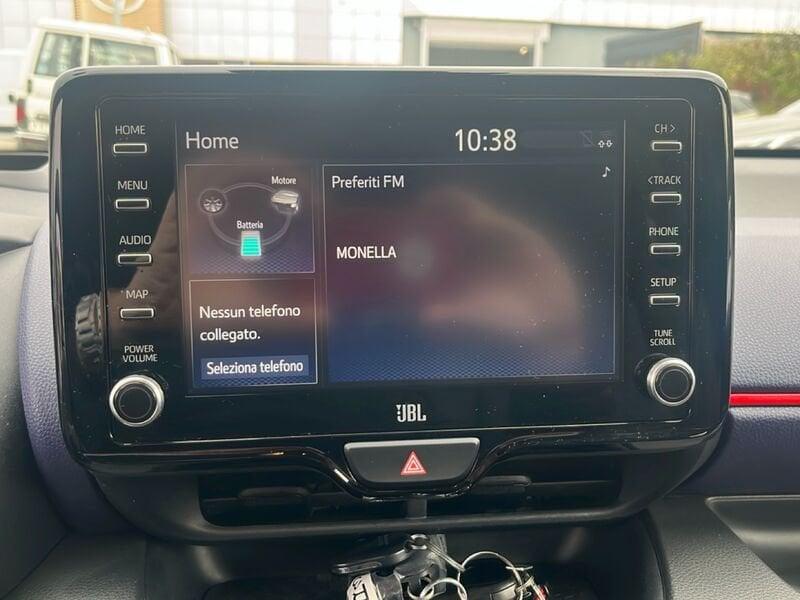 HOME
MENU
AUDIO
MAP
POWER
VOLUME
Home
10:38
Motore
Batteria
Nessun telefono
collegato.
Seleziona telefono
Preferiti FM
MONELLA
CH >
< TRACK
PHONE
SETUP
TUNE
SCROLL
JBL